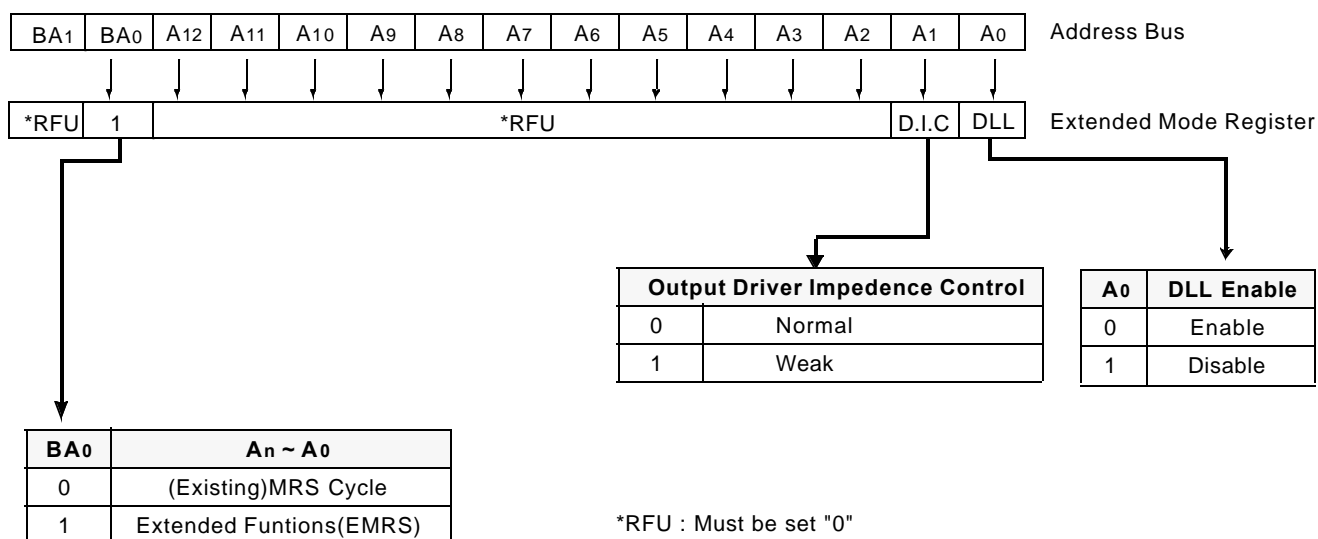 BA1 BA0 A12 A11 A10 A9 A8 A7 A6 A5 A4 A3 A2 A1 A0 Address Bus
*RFU 1 *RFU D.I.C DLL Extended Mode Register
Output Driver Impedence Control
0 Normal
1 Weak
A0 DLL Enable
0 Enable
1 Disable
BA0 An ~ A0
0 (Existing)MRS Cycle
1 Extended Funtions(EMRS)
*RFU : Must be set "0"